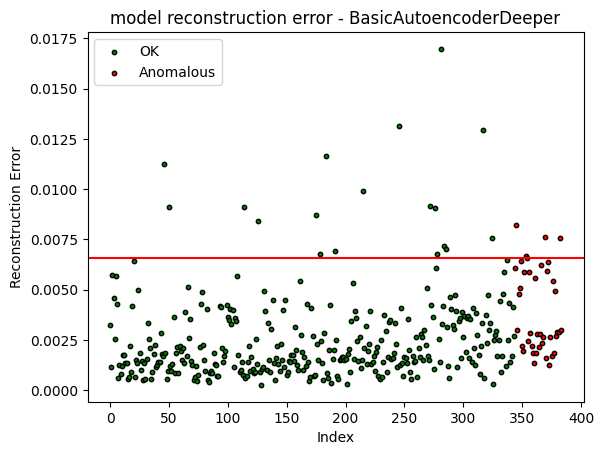 model reconstruction error - BasicAutoencoderDeeper
OK
Anomalous
0.0175
0.0150
0.0125
0.0100
0.0075
0.0050
0.0025
0.0000
Reconstruction Error
0 50 100 150 200 250 300 350 400
Index